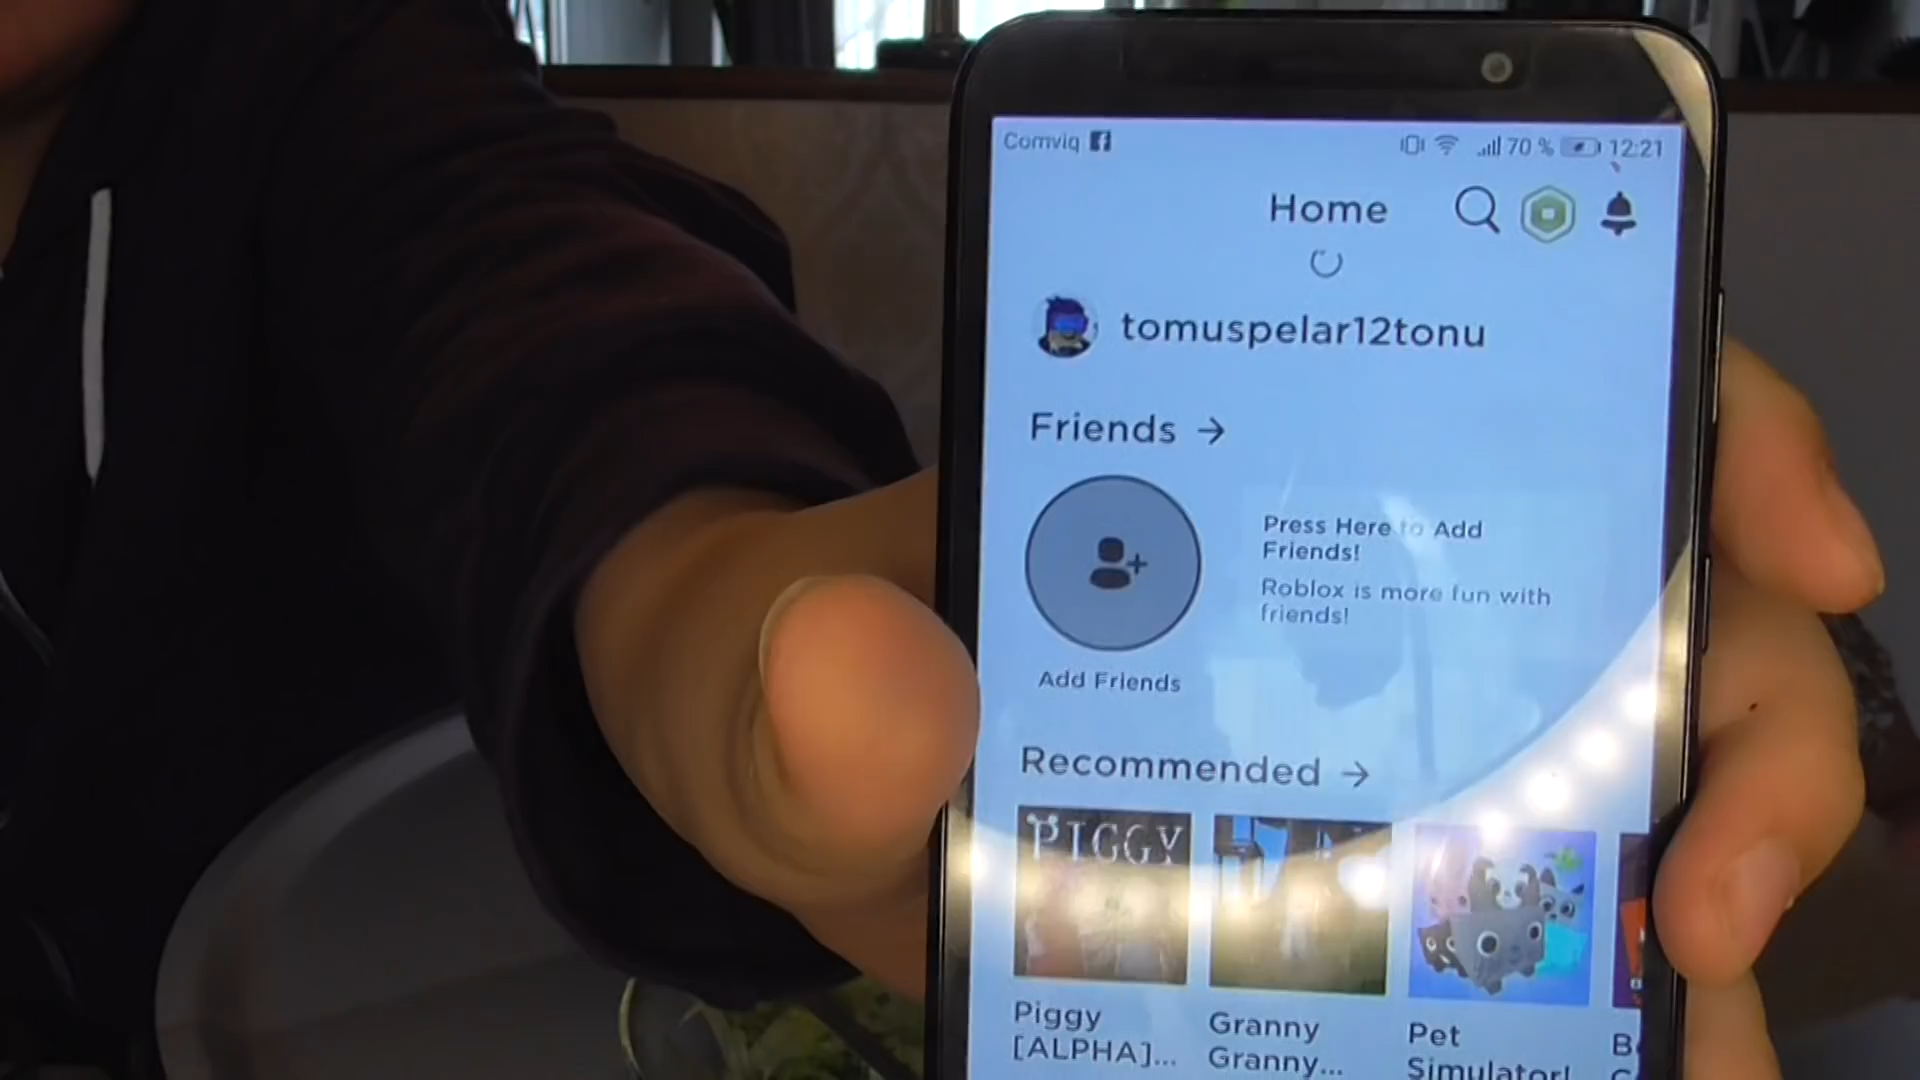 Comviq
70 %
12:21
Home
tomuspelar12tonu
Friends →
Press Here to Add
Friends!
Roblox is more fun with
friends!
Add Friends
Recommended →
PIGGY
Piggy
[ALPHA]...
Granny
Granny...
Pet
Simulator!